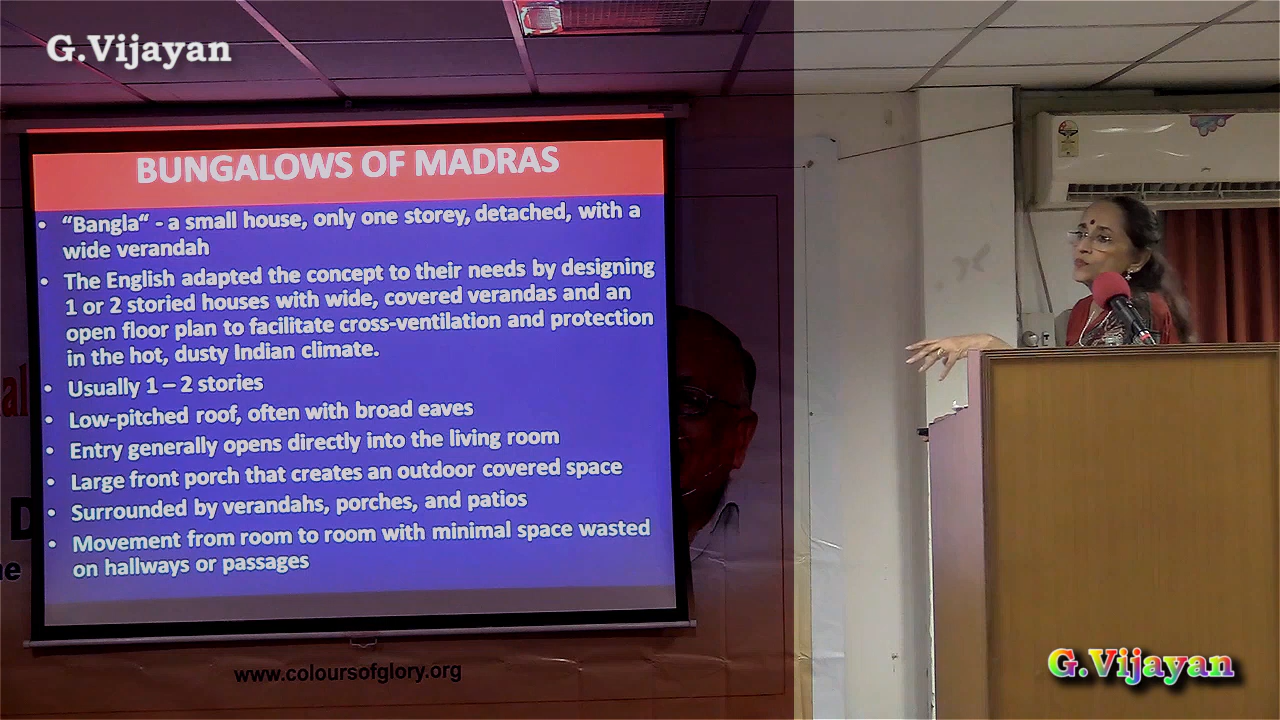 G.Vijayan
BUNGALOWS OF MADRAS
• “Bangla“ - a small house, only one storey, detached, with a
wide verandah
• The English adapted the concept to their needs by designing
1 or 2 storied houses with wide, covered verandas and an
open floor plan to facilitate cross-ventilation and protection
in the hot, dusty Indian climate.
• Usually 1 – 2 stories
• Low-pitched roof, often with broad eaves
• Entry generally opens directly into the living room
• Large front porch that creates an outdoor covered space
• Surrounded by verandahs, porches, and patios
• Movement from room to room with minimal space wasted
on hallways or passages
www.coloursofglory.org
G.Vijayan